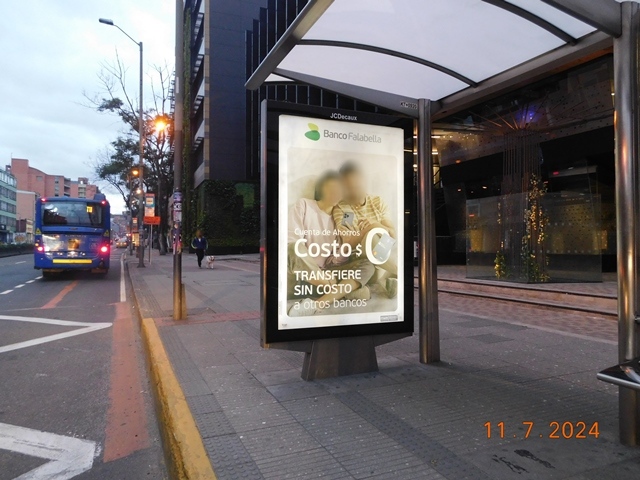 JCDecaux
Banco Falabella
Cuenta de Ahorros
Costo $0
TRANSFIERE
SIN COSTO
a otros bancos
11.7.2024